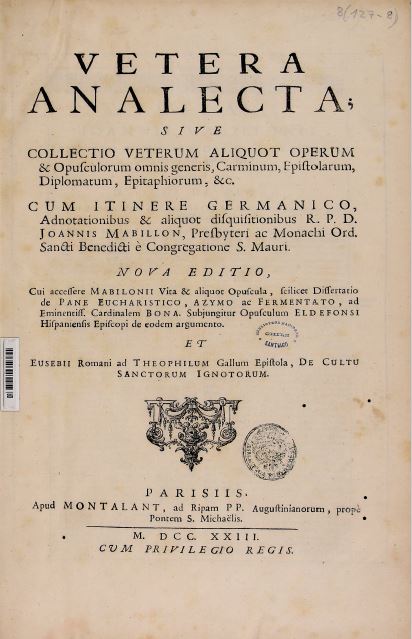 8(127-8)
VETERA
ANALECTA;
SIVE
COLLECTIO VETERUM ALIQUOT OPERUM
& Opusculorum omnis generis, Carminum, Epistolarum,
Diplomatum, Epitaphiorum, &c.
CUM ITINERE GERMANICO,
Adnotationibus & aliquot disquisitionibus R. P. D.
JOANNIS MABILLON, Presbyteri ac Monachi Ord.
Sancti Benedicti è Congregatione S. Mauri.
NOVA EDITIO,
Cui accessere MABILONII Vita & aliquot Opuscula, scilicet Dissertatio
de PANE EUCHARISTICO, AZYMO ac FERMENTATO, ad
Eminentiss. Cardinalem BONA. Subjungitur Opusculum ELDEFONSI
Hispaniensis Episcopi de eodem argumento.
SANTIAGO
ET
EUSEBII Romani ad THEOPHILUM Gallum Epistola, DE CULTU
SANCTORUM IGNOTORUM.
PARISIIS,
Apud MONTALANT, ad Ripam PP. Augustinianorum, propè
Pontem S. Michaëlis.
M. DCC. XXIII.
CUM PRIVILEGIO REGIS.